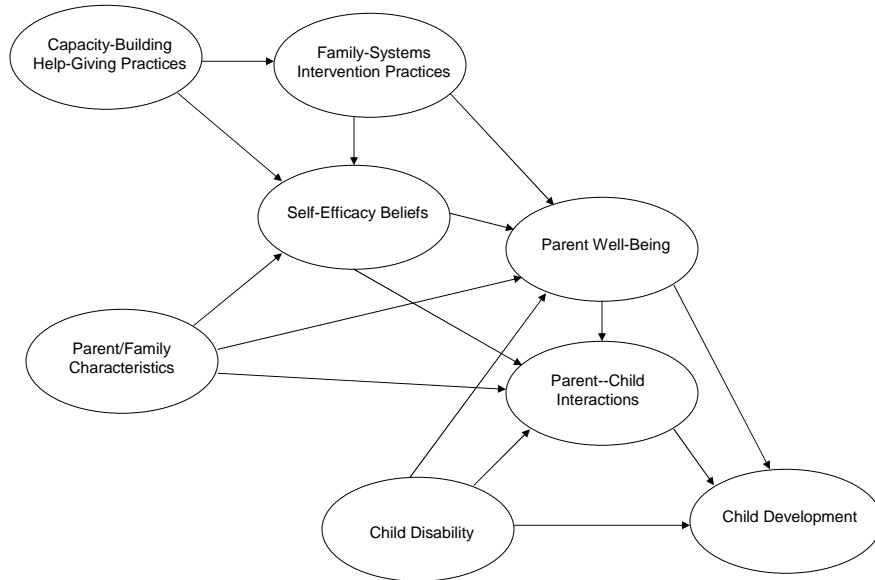 Capacity-Building
Help-Giving Practices
Family-Systems
Intervention Practices
Self-Efficacy Beliefs
Parent Well-Being
Parent/Family
Characteristics
Parent--Child
Interactions
Child Disability
Child Development